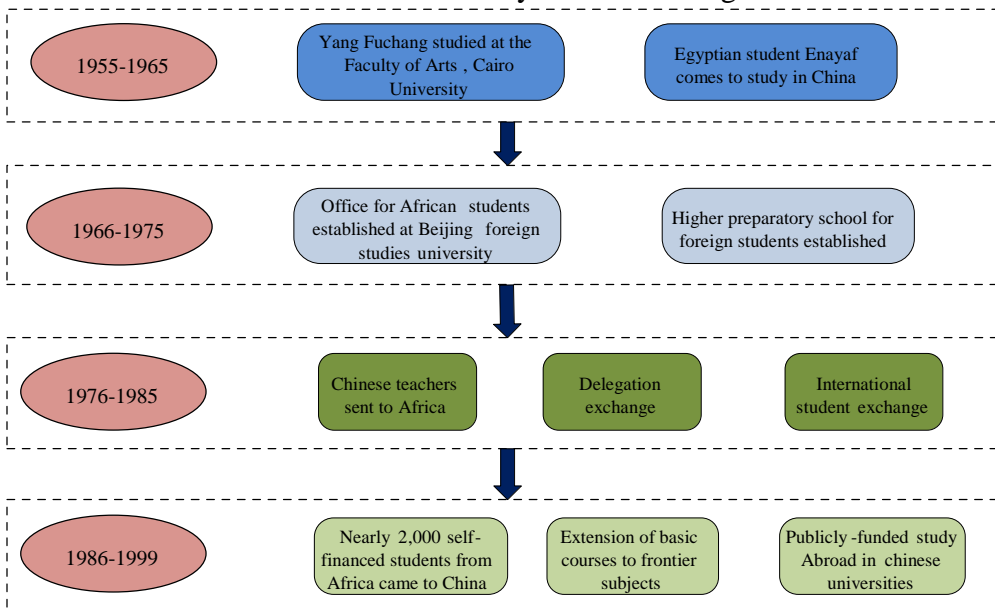 1955-1965
Yang Fuchang studied at the
Faculty of Arts , Cairo
University
Egyptian student Enayaf
comes to study in China
1966-1975
Office for African students
established at Beijing foreign
studies university
Higher preparatory school for
foreign students established
1976-1985
Chinese teachers
sent to Africa
Delegation
exchange
International
student exchange
1986-1999
Nearly 2,000 self-
financed students from
Africa came to China
Extension of basic
courses to frontier
subjects
Publicly-funded study
Abroad in chinese
universities